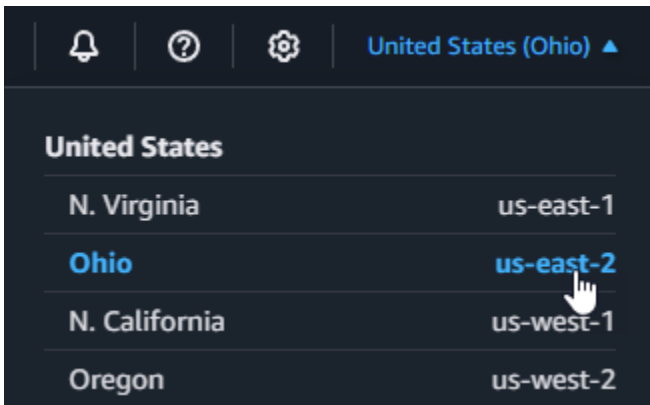 United States (Ohio) ▲
United States
N. Virginia us-east-1
Ohio us-east-2
N. California us-west-1
Oregon us-west-2